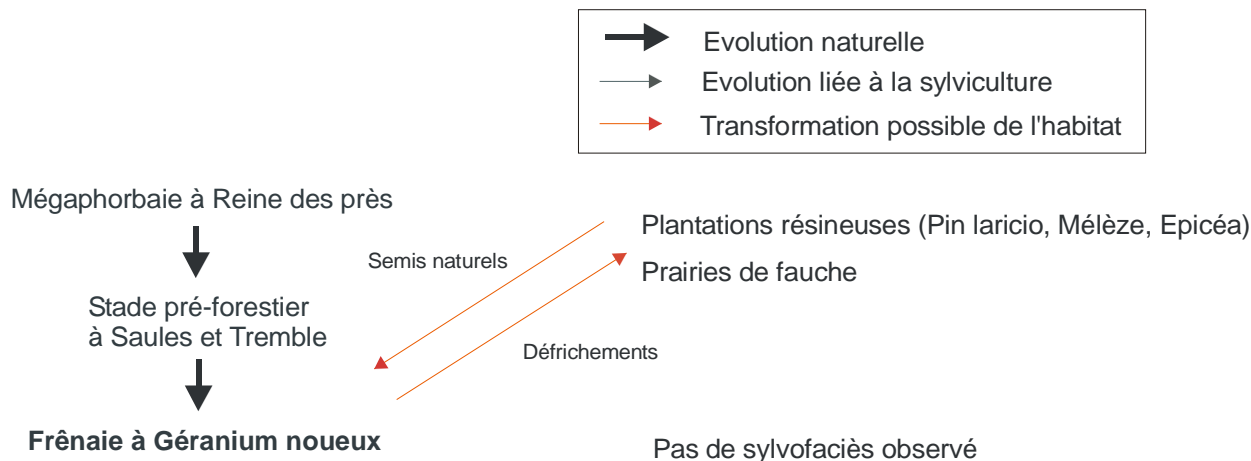 Evolution naturelle
Evolution liée à la sylviculture
Transformation possible de l'habitat
Mégaphorbaie à Reine des près
Plantations résineuses (Pin laricio, Mélèze, Epicéa)
Semis naturels
Prairies de fauche
Stade pré-forestier
à Saules et Tremble
Défrichements
Frênaie à Géranium noueux
Pas de sylvofaciès observé